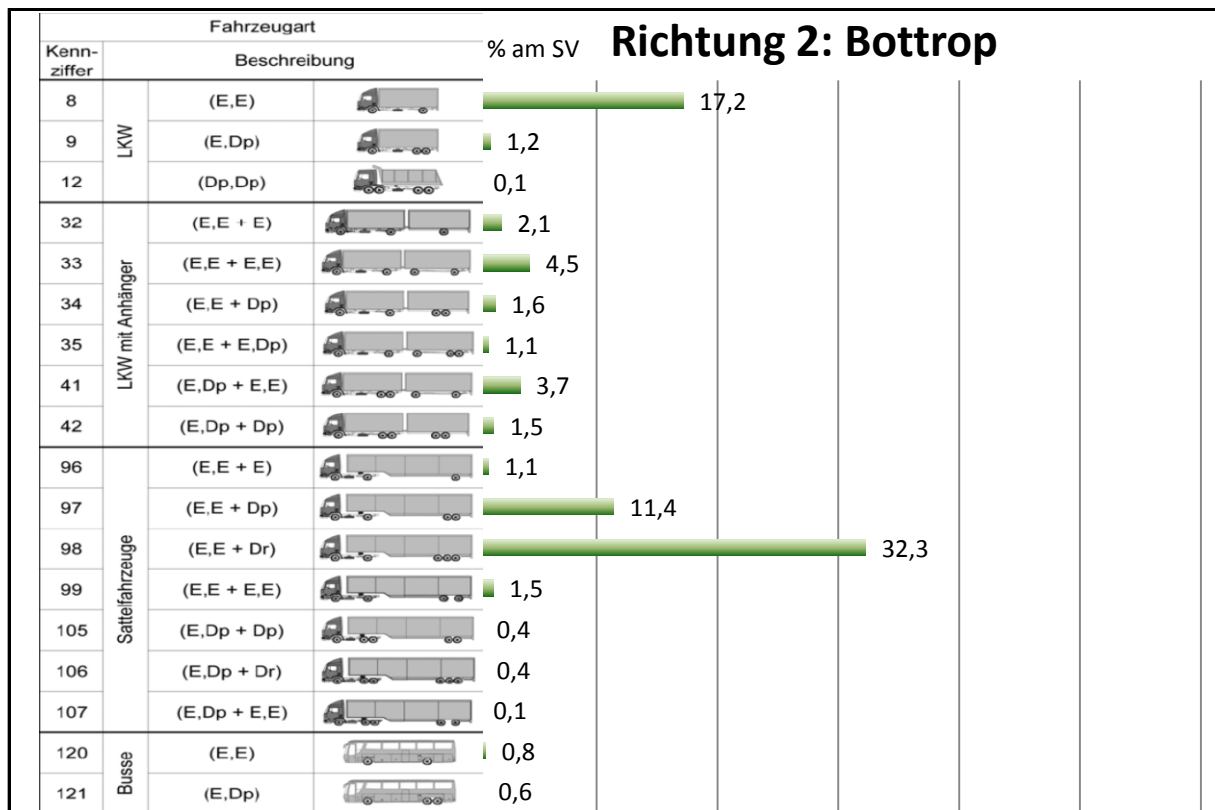 Fahrzeugart
Kenn-
ziffer
Beschreibung
% am SV
Richtung 2: Bottrop
LKW
8 (E,E) 17,2
9 (E,Dp) 1,2
12 (Dp,Dp) 0,1
LKW mit Anhänger
32 (E,E + E) 2,1
33 (E,E + E,E) 4,5
34 (E,E + Dp) 1,6
35 (E,E + E,Dp) 1,1
41 (E,Dp + E,E) 3,7
42 (E,Dp + Dp) 1,5
Sattelfahrzeuge
96 (E,E + E) 1,1
97 (E,E + Dp) 11,4
98 (E,E + Dr) 32,3
99 (E,E + E,E) 1,5
105 (E,Dp + Dp) 0,4
106 (E,Dp + Dr) 0,4
107 (E,Dp + E,E) 0,1
Busse
120 (E,E) 0,8
121 (E,Dp) 0,6